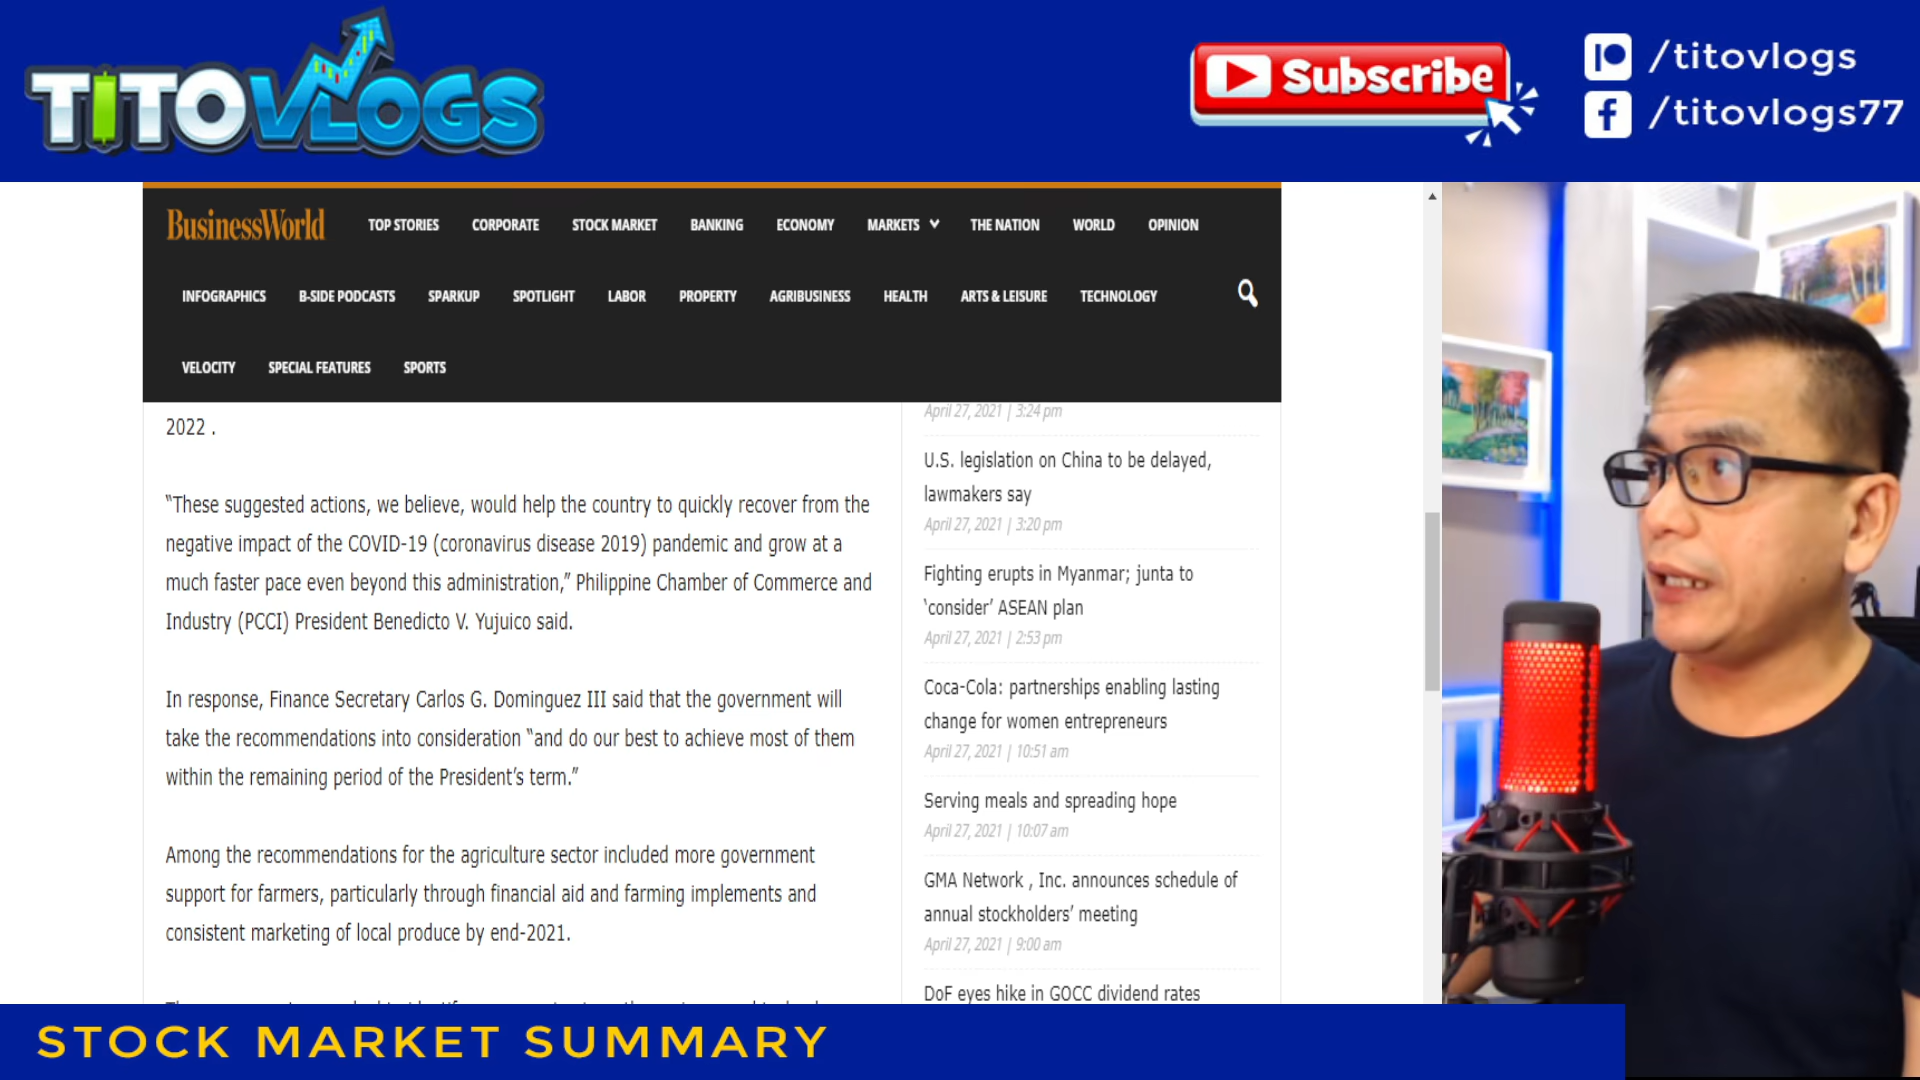 TITOVLOGS
Subscribe
/titovlogs
/titovlogs77
BusinessWorld
TOP STORIES CORPORATE STOCK MARKET BANKING ECONOMY MARKETS THE NATION WORLD OPINION
INFOGRAPHICS B-SIDE PODCASTS SPARKUP SPOTLIGHT LABOR PROPERTY AGRIBUSINESS HEALTH ARTS & LEISURE TECHNOLOGY
VELOCITY SPECIAL FEATURES SPORTS
2022 .
“These suggested actions, we believe, would help the country to quickly recover from the
negative impact of the COVID-19 (coronavirus disease 2019) pandemic and grow at a
much faster pace even beyond this administration,” Philippine Chamber of Commerce and
Industry (PCCI) President Benedicto V. Yujuico said.
In response, Finance Secretary Carlos G. Dominguez III said that the government will
take the recommendations into consideration “and do our best to achieve most of them
within the remaining period of the President’s term.”
Among the recommendations for the agriculture sector included more government
support for farmers, particularly through financial aid and farming implements and
consistent marketing of local produce by end-2021.
April 27, 2021 | 3:24 pm
U.S. legislation on China to be delayed,
lawmakers say
April 27, 2021 | 3:20 pm
Fighting erupts in Myanmar; junta to
‘consider’ ASEAN plan
April 27, 2021 | 2:53 pm
Coca-Cola: partnerships enabling lasting
change for women entrepreneurs
April 27, 2021 | 10:51 am
Serving meals and spreading hope
April 27, 2021 | 10:07 am
GMA Network , Inc. announces schedule of
annual stockholders’ meeting
April 27, 2021 | 9:00 am
DoF eyes hike in GOCC dividend rates
STOCK MARKET SUMMARY